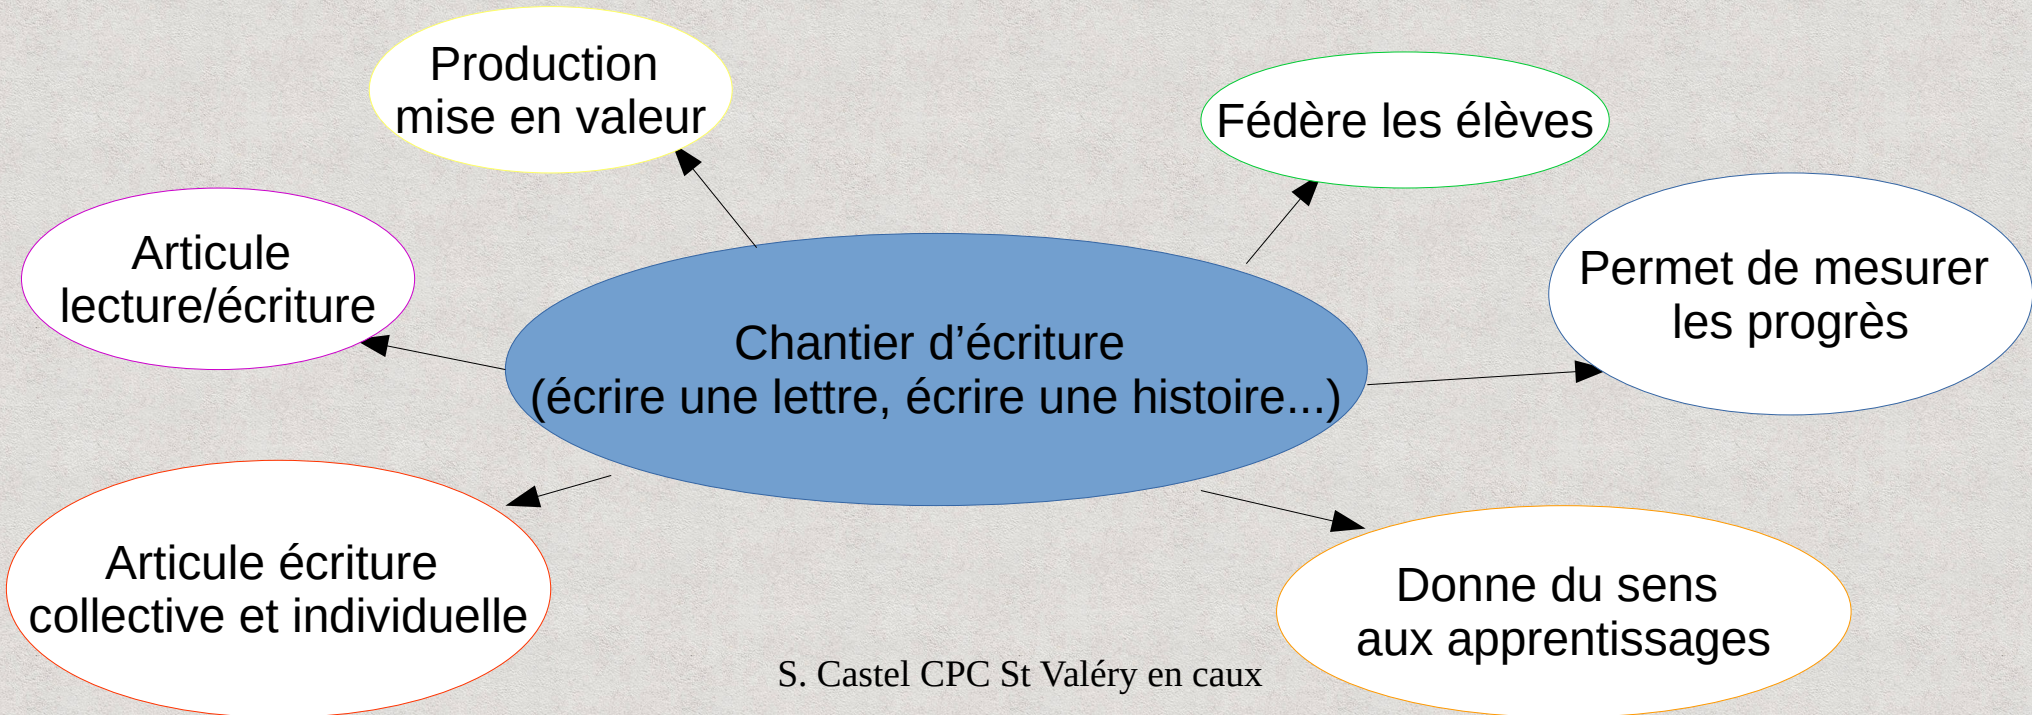 Production
mise en valeur
Fédère les élèves
Articule
lecture/écriture
Permet de mesurer
les progrès
Chantier d’écriture
(écrire une lettre, écrire une histoire...)
Articule écriture
collective et individuelle
Donne du sens
aux apprentissages
S. Castel CPC St Valéry en caux